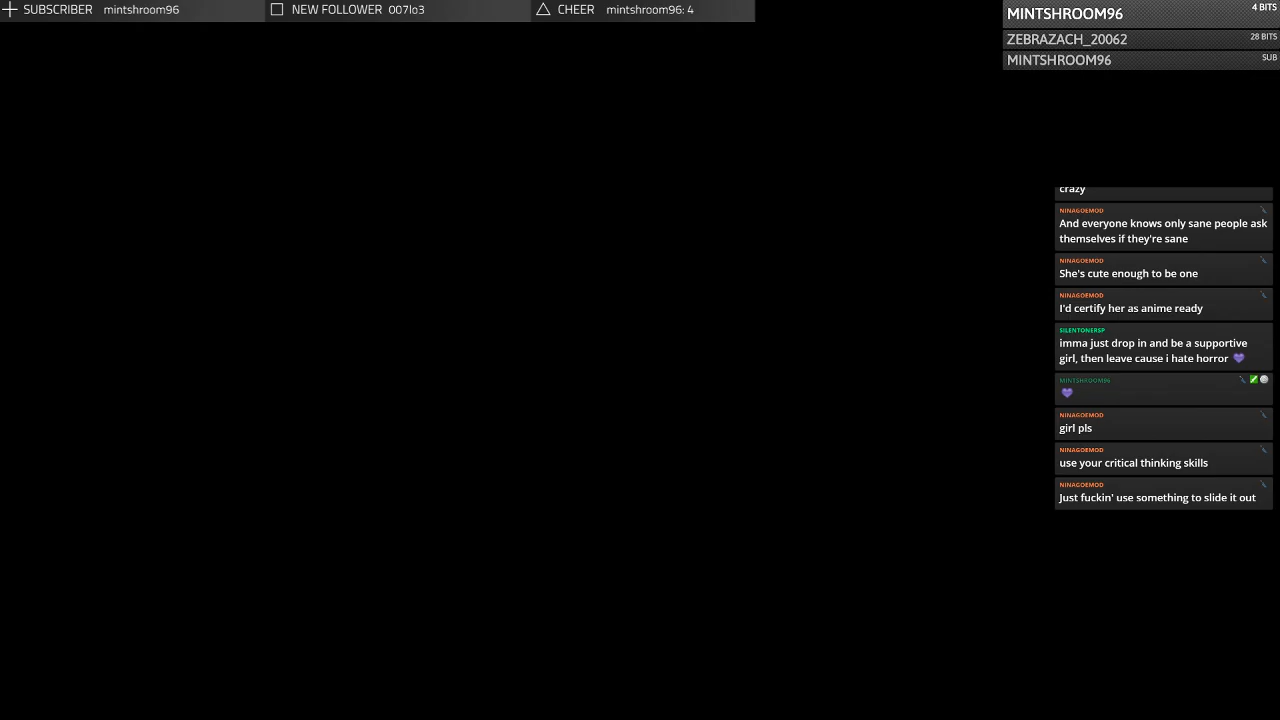 SUBSCRIBER mintshroom96
NEW FOLLOWER 007lo3
CHEER mintshroom96: 4
MINTSHROOM96 4 BITS
ZEBRAZACH_20062 28 BITS
MINTSHROOM96 SUB
crazy
NINAGOEMOD
And everyone knows only sane people ask
themselves if they're sane
NINAGOEMOD
She's cute enough to be one
NINAGOEMOD
I'd certify her as anime ready
SILENTONERSP
imma just drop in and be a supportive
girl, then leave cause i hate horror 💜
MINTSHROOM96
💜
NINAGOEMOD
girl pls
NINAGOEMOD
use your critical thinking skills
NINAGOEMOD
Just fuckin' use something to slide it out